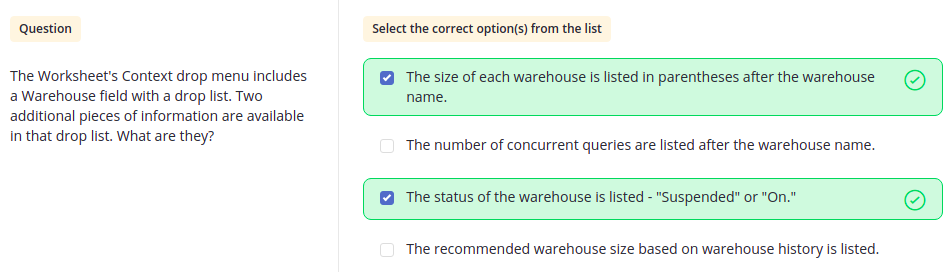 Question
The Worksheet's Context drop menu includes
a Warehouse field with a drop list. Two
additional pieces of information are available
in that drop list. What are they?
Select the correct option(s) from the list
The size of each warehouse is listed in parentheses after the warehouse
name.
The number of concurrent queries are listed after the warehouse name.
The status of the warehouse is listed - "Suspended" or "On."
The recommended warehouse size based on warehouse history is listed.